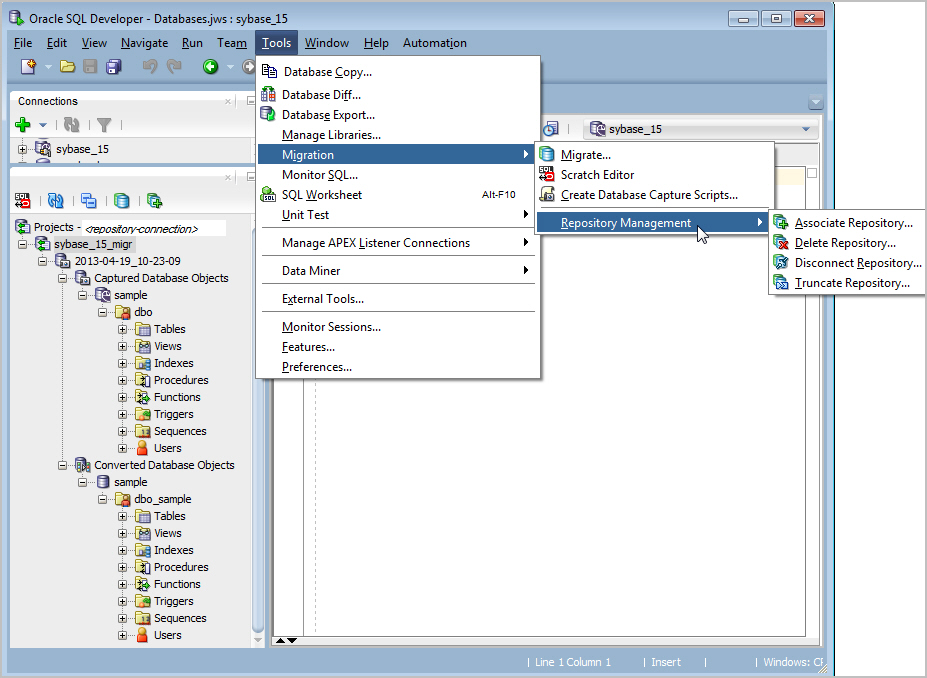 Oracle SQL Developer - Databases.jws : sybase_15
File Edit View Navigate Run Team Tools Window Help Automation
Connections
sybase_15
Projects - <repository-connection>
sybase_15_migr
2013-04-19_10-23-09
Captured Database Objects
sample
dbo
Tables
Views
Indexes
Procedures
Functions
Triggers
Sequences
Users
Converted Database Objects
sample
dbo_sample
Tables
Views
Indexes
Procedures
Functions
Triggers
Sequences
Users
Database Copy...
Database Diff...
Database Export...
Manage Libraries...
Migration
Monitor SQL...
SQL Worksheet Alt-F10
Unit Test
Manage APEX Listener Connections
Data Miner
External Tools...
Monitor Sessions...
Features...
Preferences...
sybase_15
Migrate...
Scratch Editor
Create Database Capture Scripts...
Repository Management
Associate Repository...
Delete Repository...
Disconnect Repository...
Truncate Repository...
Line 1 Column 1 Insert Windows: